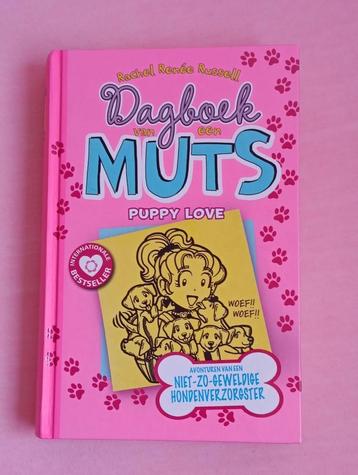 Rachel Renée Russell
Dagboek
van een
MUTS
PUPPY LOVE
INTERNATIONALE
BESTSELLER
WOEF!!
WOEF!!
AVONTUREN VAN EEN
NIET-ZO-GEWELDIGE
HONDENVERZORGSTER